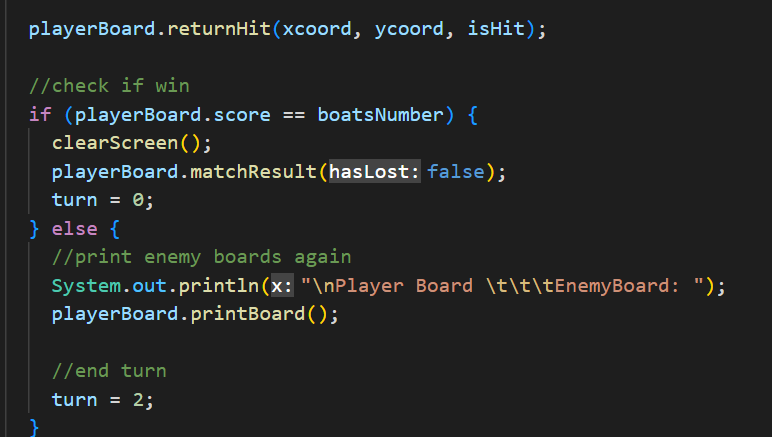 playerBoard.returnHit(xcoord, ycoord, isHit);
//check if win
if (playerBoard.score == boatsNumber) {
clearScreen();
playerBoard.matchResult(hasLost: false);
turn = 0;
} else {
//print enemy boards again
System.out.println(x: "\nPlayer Board \t\t\tEnemyBoard: ");
playerBoard.printBoard();
//end turn
turn = 2;
}